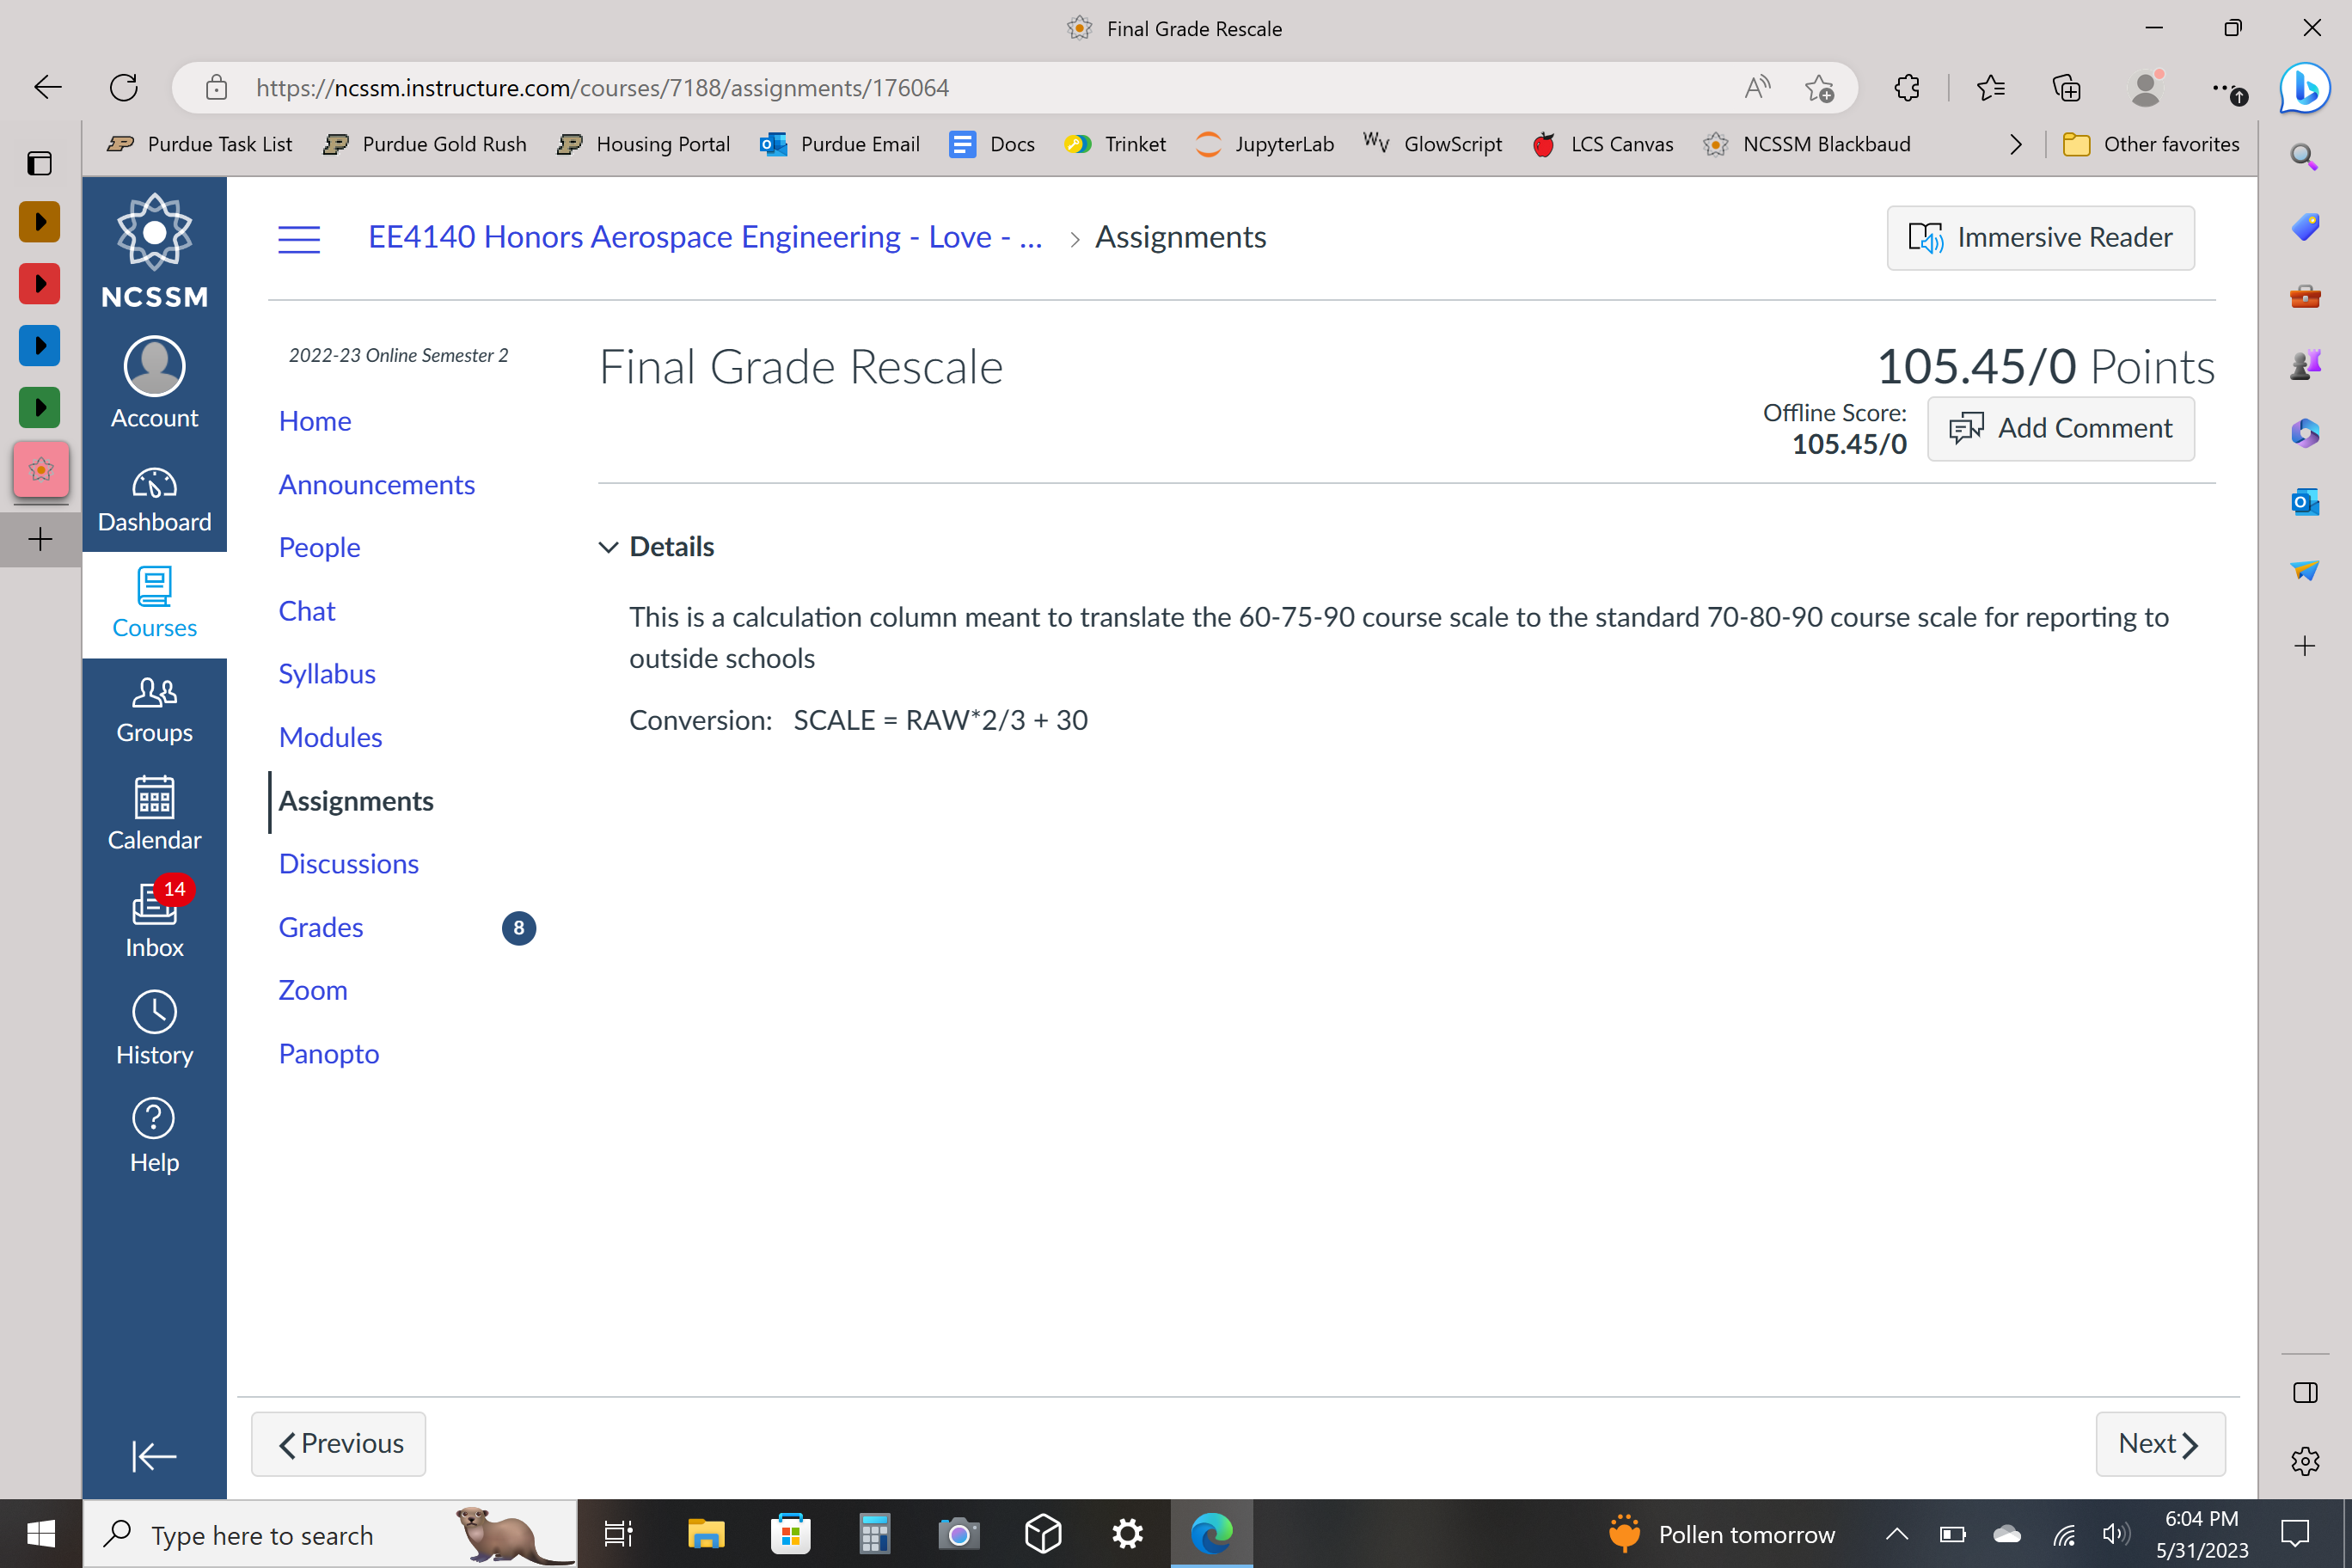 Final Grade Rescale
https://ncssm.instructure.com/courses/7188/assignments/176064
Purdue Task List
Purdue Gold Rush
Housing Portal
Purdue Email
Docs
Trinket
JupyterLab
GlowScript
LCS Canvas
NCSSM Blackbaud
Other favorites
NCSSM
Account
Dashboard
Courses
Groups
Calendar
14
Inbox
History
Help
EE4140 Honors Aerospace Engineering - Love - ...
Assignments
Immersive Reader
2022-23 Online Semester 2
Home
Announcements
People
Chat
Syllabus
Modules
Assignments
Discussions
Grades 8
Zoom
Panopto
Final Grade Rescale
105.45/0 Points
Offline Score:
105.45/0
Add Comment
Details
This is a calculation column meant to translate the 60-75-90 course scale to the standard 70-80-90 course scale for reporting to
outside schools
Conversion: SCALE = RAW*2/3 + 30
Previous
Next
Type here to search
Pollen tomorrow
6:04 PM
5/31/2023